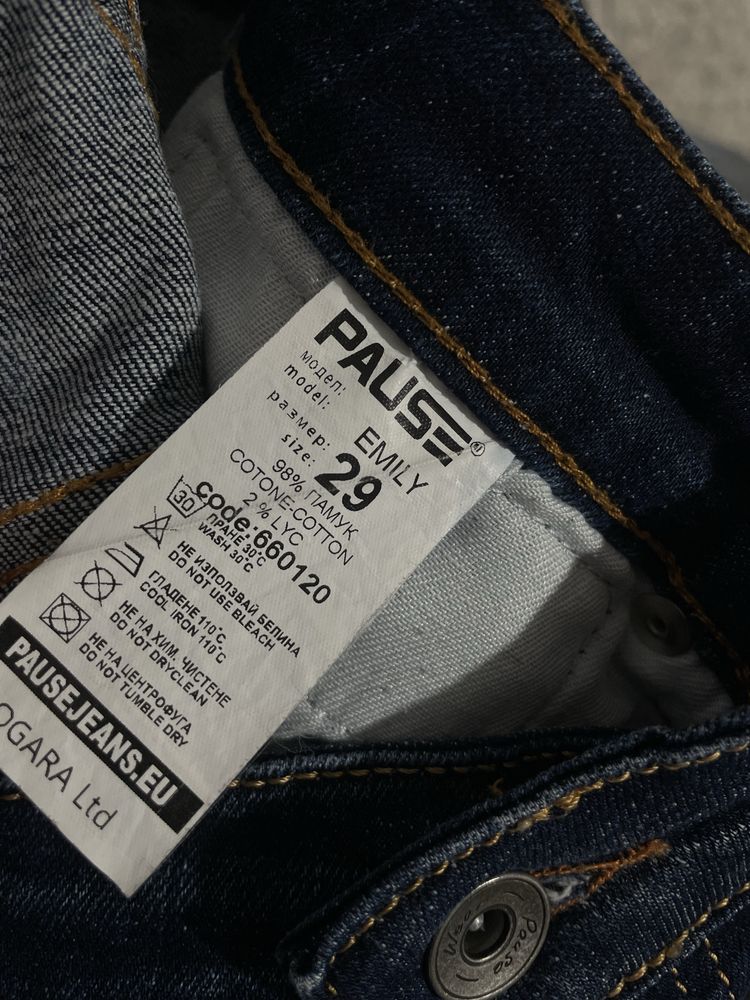 PAUSE®
модел:
model: EMILY
размер:
size: 29
98% ПАМУК
COTONE-COTTON
2 % LYC
code:660120
30
ПРАНЕ 30°C
WASH 30°C
НЕ ИЗПОЛЗВАЙ БЕЛИНА
DO NOT USE BLEACH
ГЛАДЕНЕ 110°C
COOL IRON 110°C
НЕ НА ХИМ. ЧИСТЕНЕ
DO NOT DRYCLEAN
НЕ НА ЦЕНТРОФУГА
DO NOT TUMBLE DRY
PAUSEJEANS.EU
OGARA Ltd
Pause